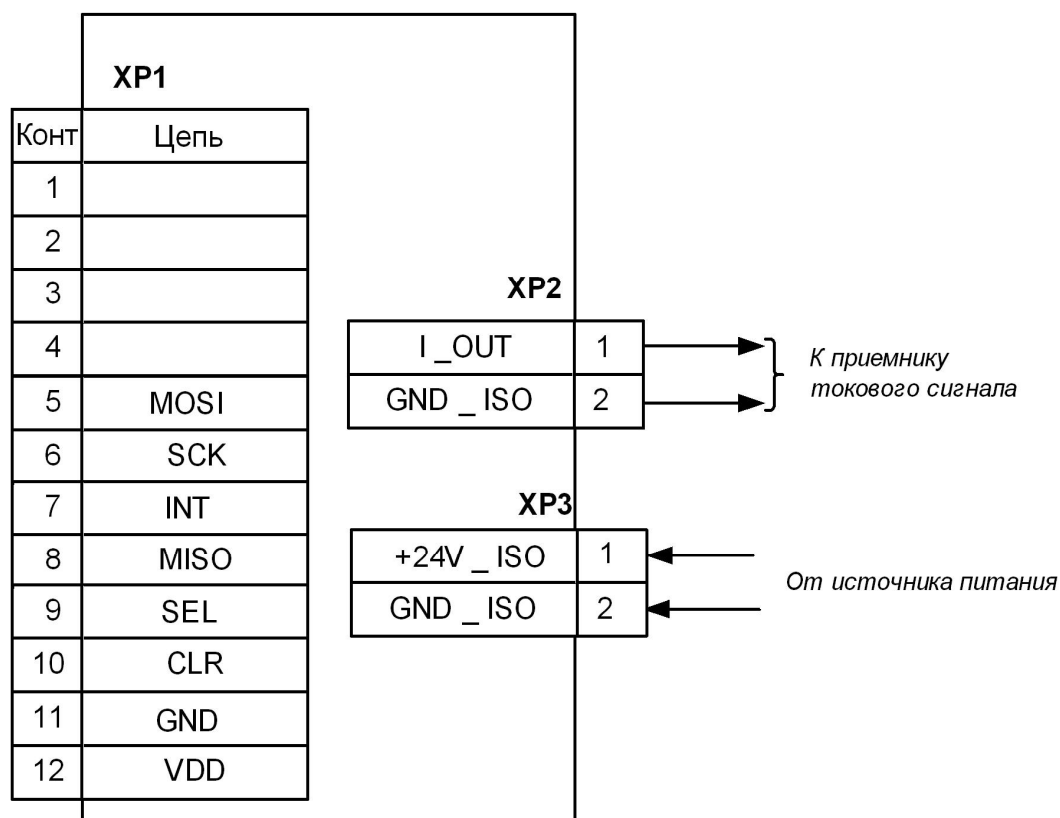 XP1
Конт Цепь
1
2
3
4
5 MOSI
6 SCK
7 INT
8 MISO
9 SEL
10 CLR
11 GND
12 VDD
XP2
I _OUT 1
GND _ ISO 2
К приемнику
токового сигнала
XP3
+24V _ ISO 1
GND _ ISO 2
От источника питания